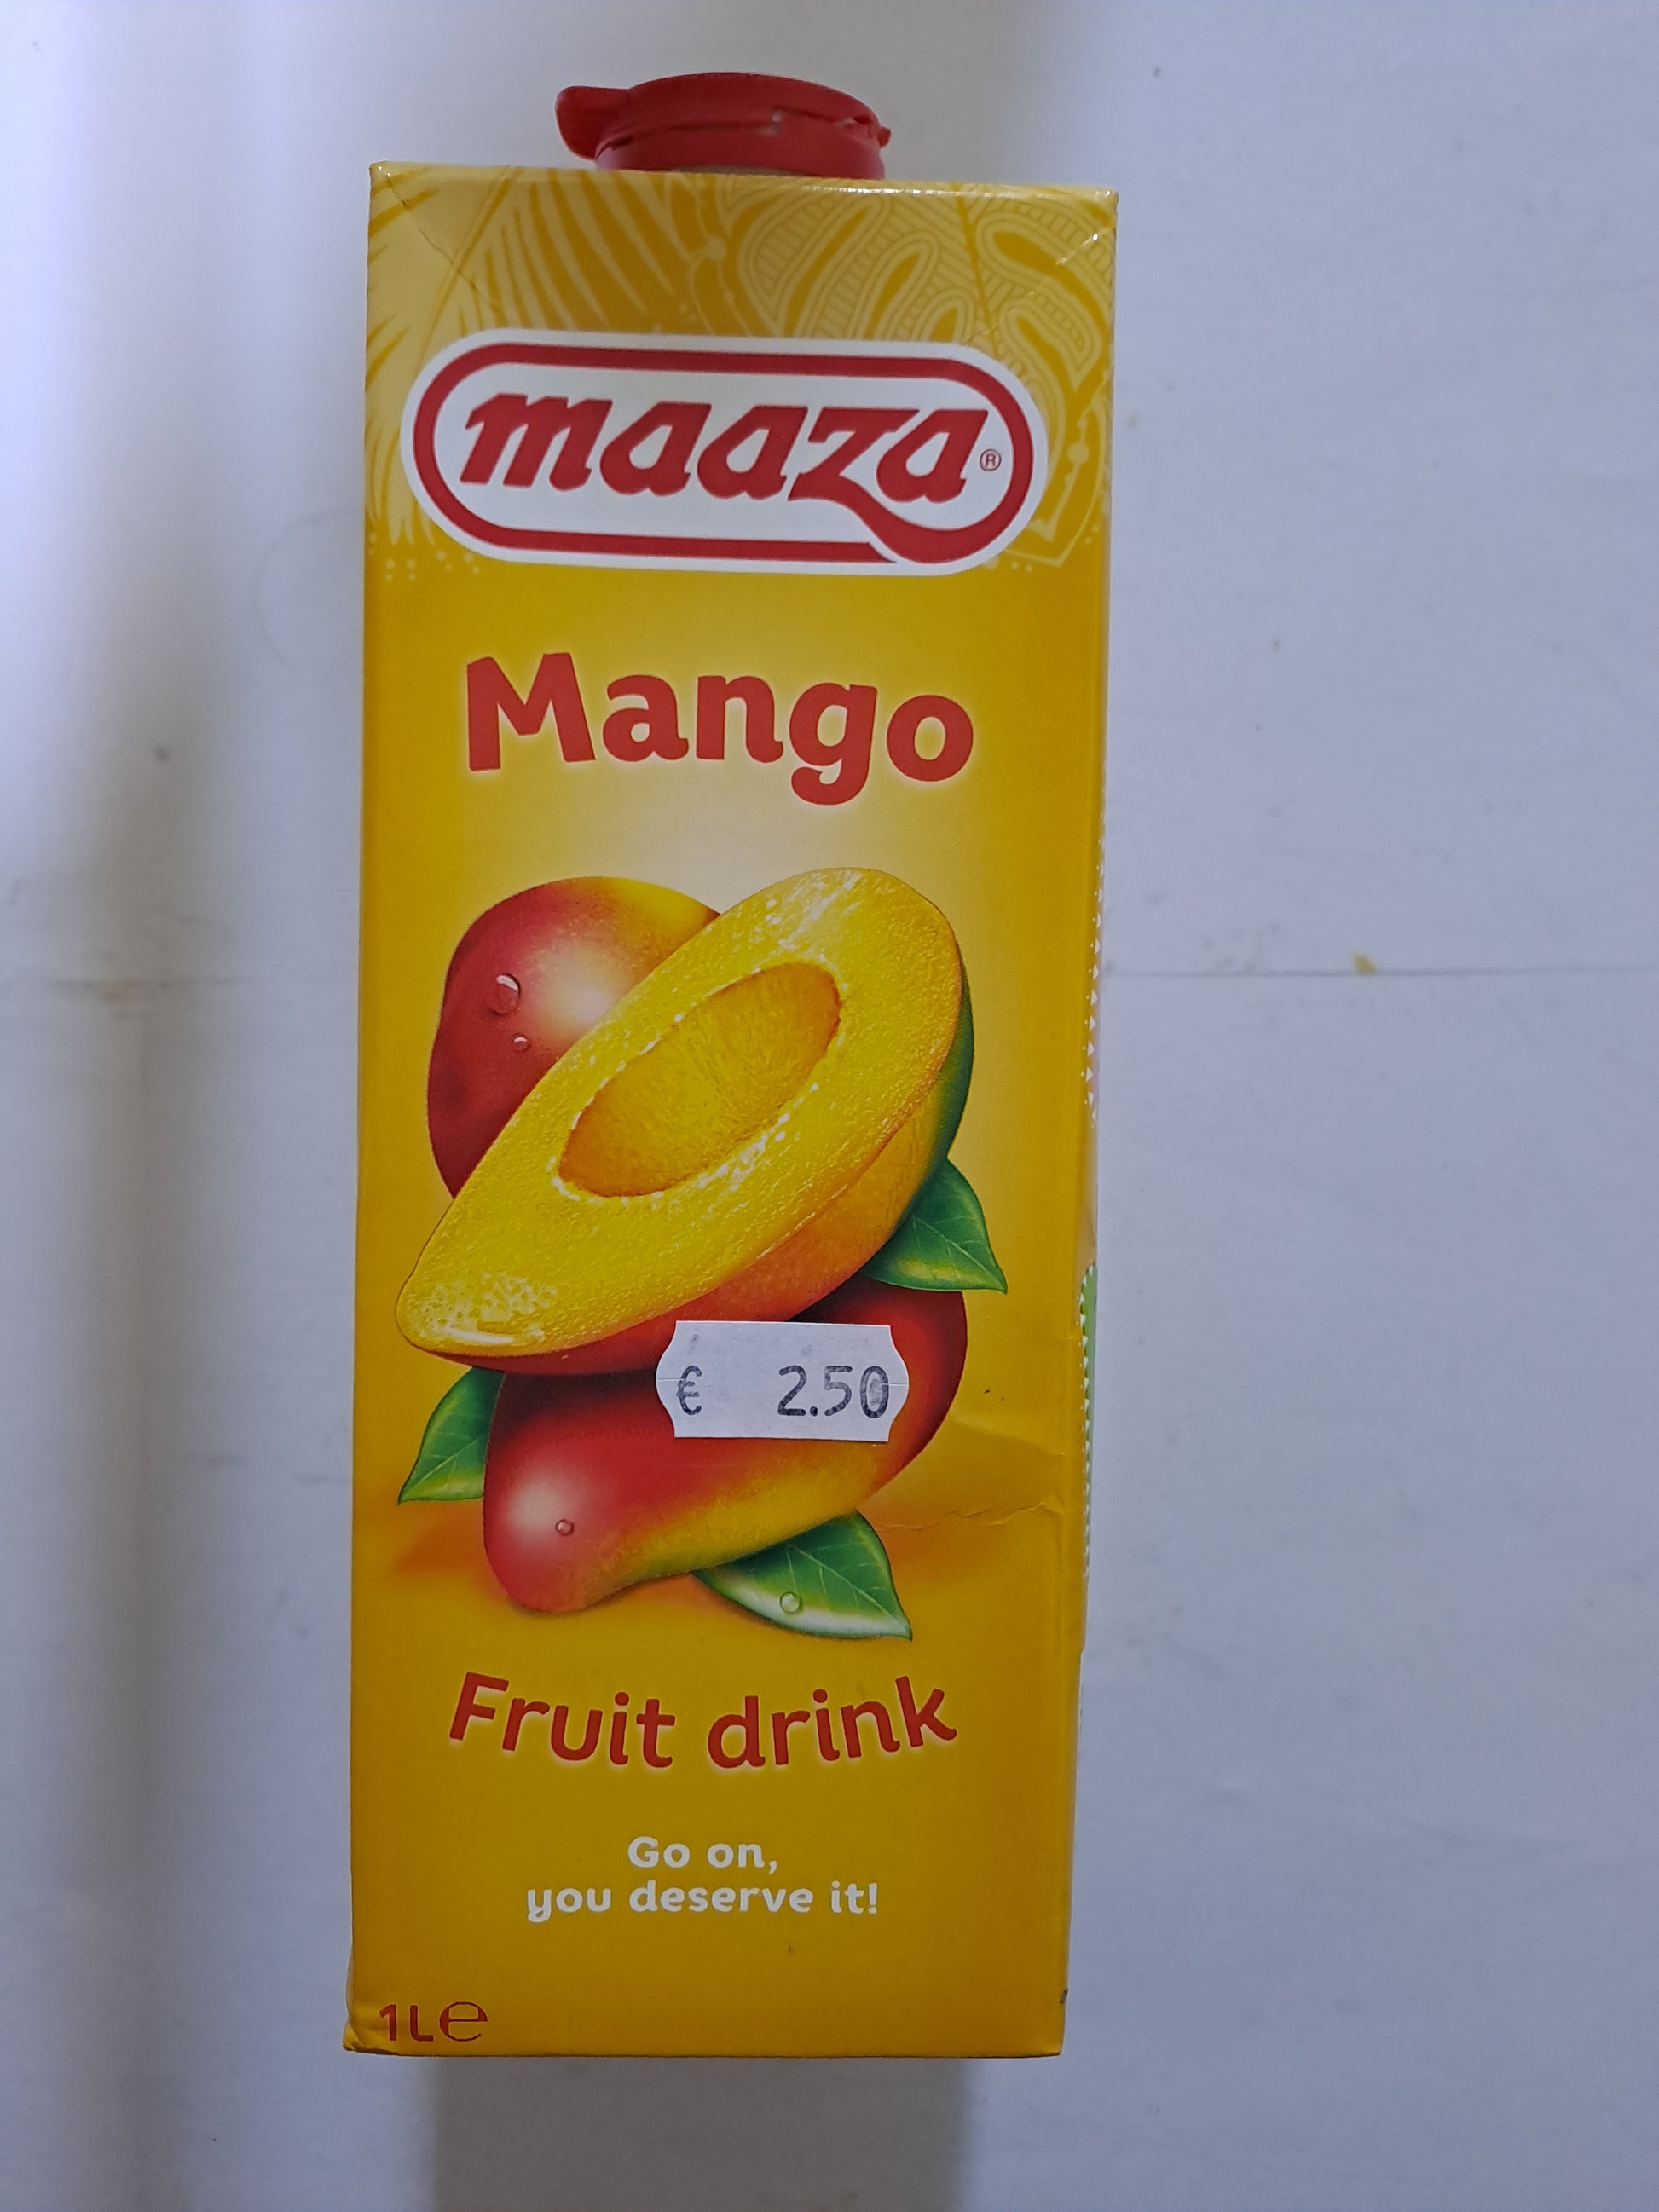 maaza®
Mango
€ 2.50
Fruit drink
Go on,
you deserve it!
1L℮